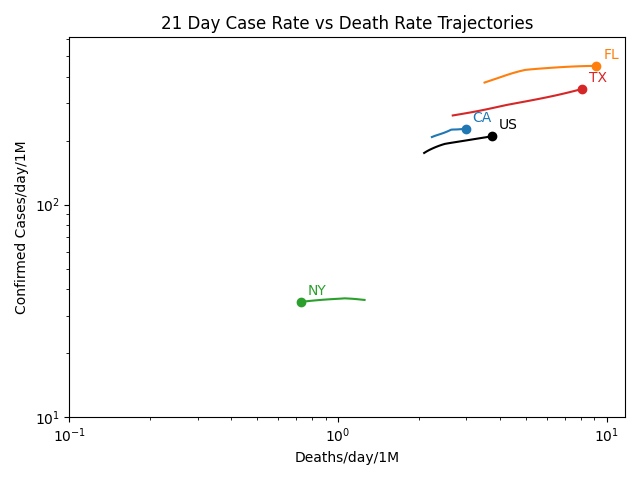 21 Day Case Rate vs Death Rate Trajectories
FL
TX
CA
US
NY
Confirmed Cases/day/1M
10²
10¹
10⁻¹
10⁰
10¹
Deaths/day/1M